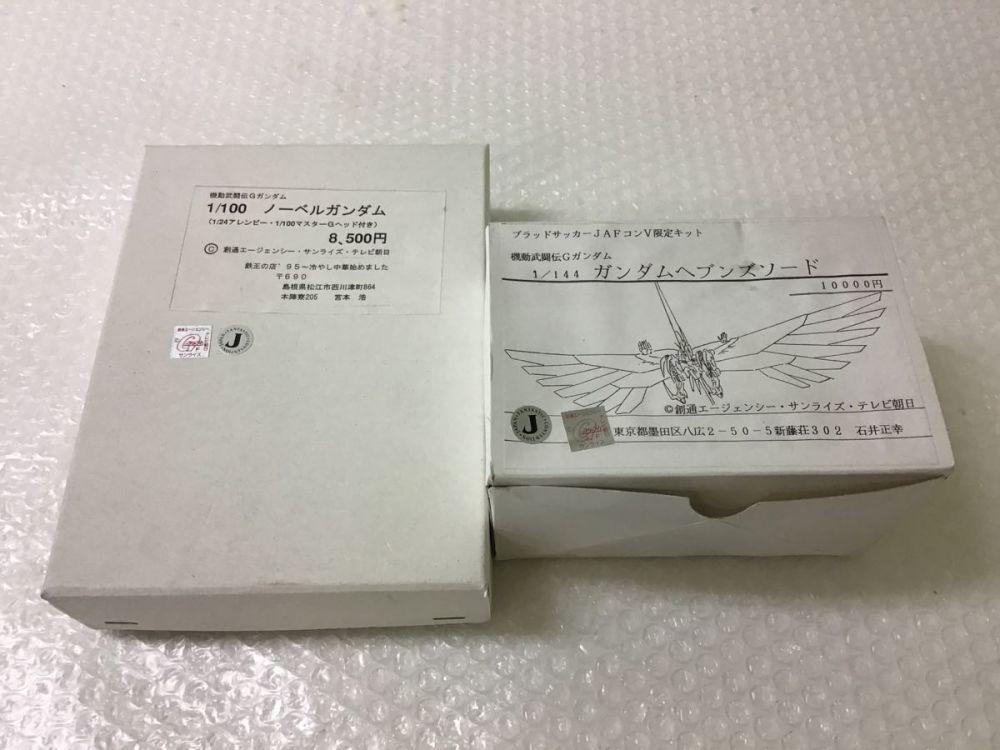 機動武闘伝Gガンダム
1/100 ノーベルガンダム
(1/24アレンビー・1/100マスターGヘッド付き)
8,500円
©創通エージェンシー・サンライズ・テレビ朝日
鉄王の店'95～冷やし中華始めました
〒690
島根県松江市西川津町864
本陣寮205 宮本 浩
サンライズ
J
ブラッドサッカーJAFコンV限定キット
機動武闘伝Gガンダム
1/144 ガンダムヘブンズソード
10000円
©創通エージェンシー・サンライズ・テレビ朝日
J
サンライズ
東京都墨田区八広2-50-5新藤荘302 石井正幸